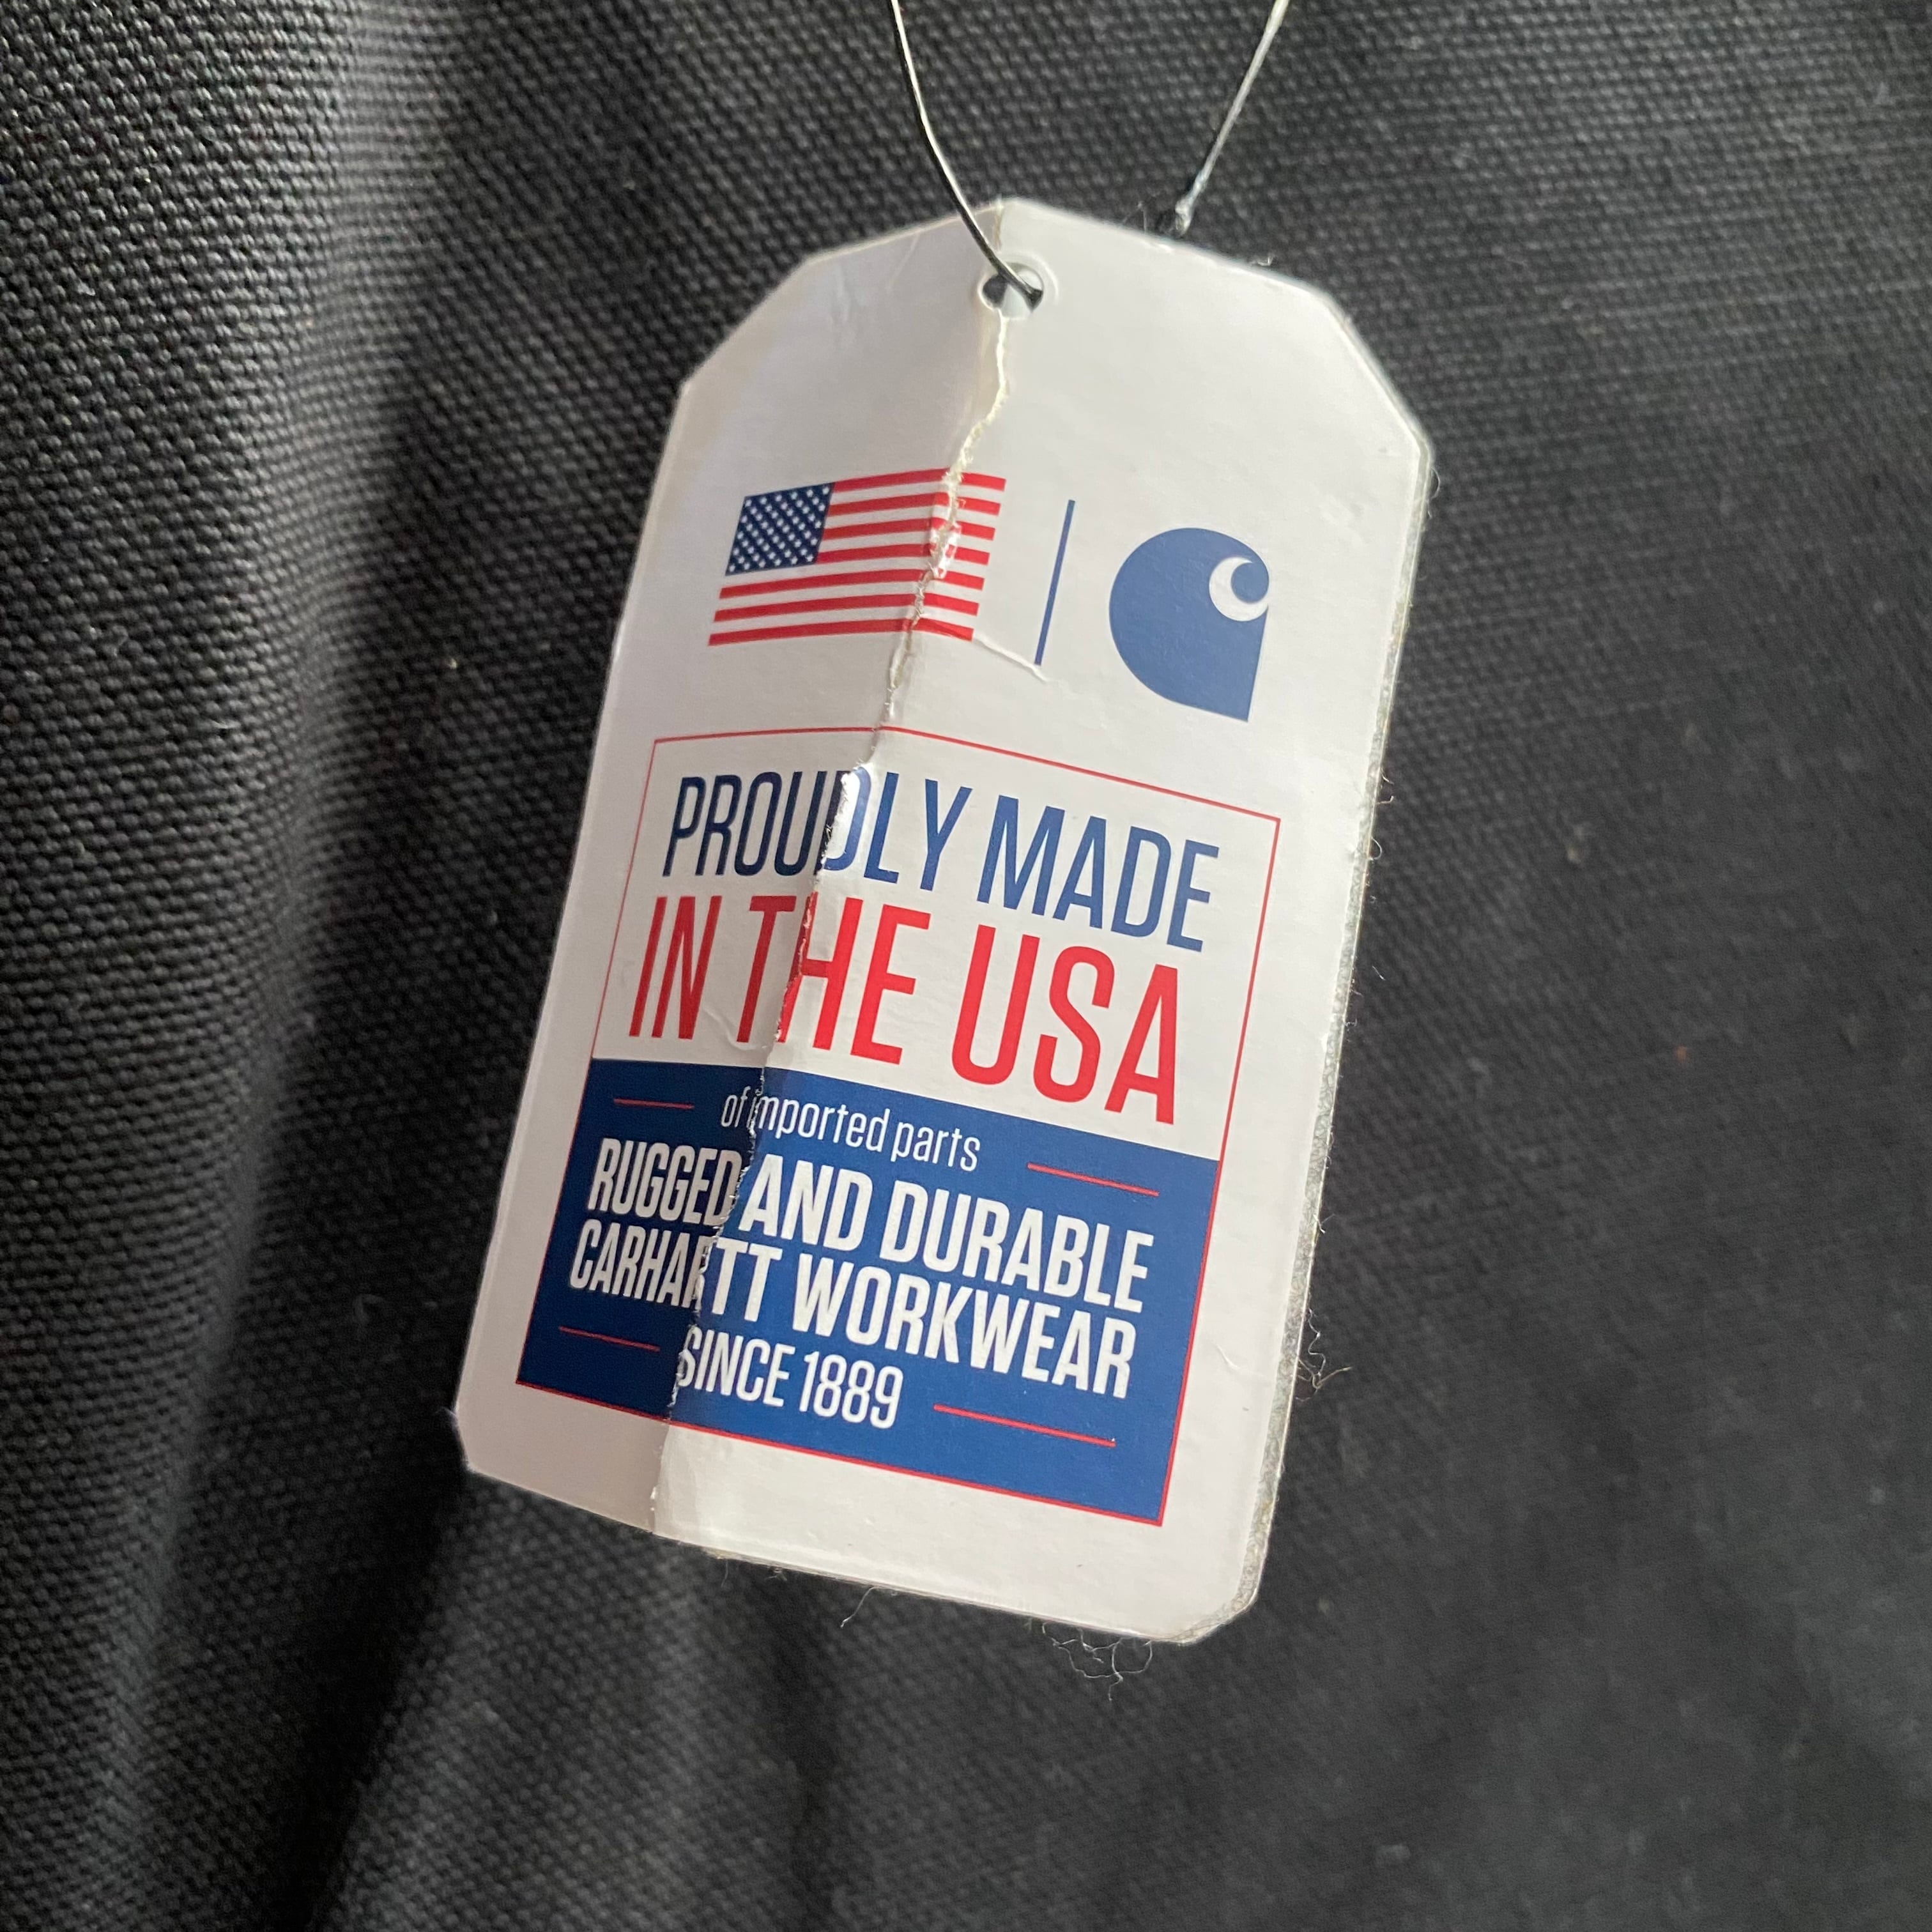 PROUDLY MADE
IN THE USA
of imported parts
RUGGED AND DURABLE
CARHARTT WORKWEAR
SINCE 1889